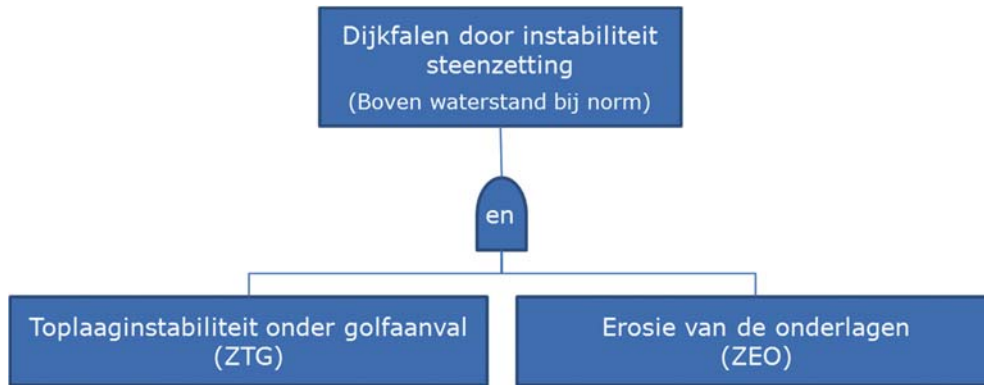 Dijkfalen door instabiliteit
steenzetting
(Boven waterstand bij norm)
en
Toplaaginstabiliteit onder golfaanval
(ZTG)
Erosie van de onderlagen
(ZEO)